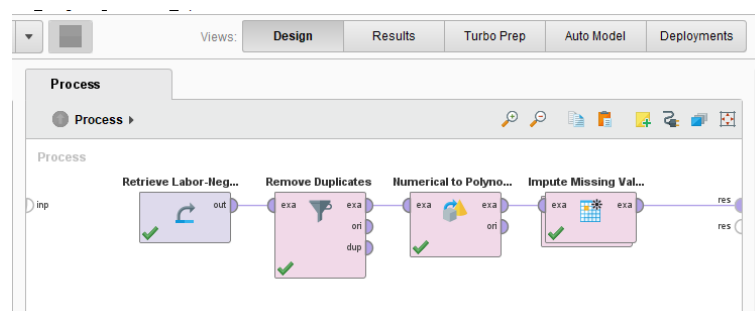 Views:
Design
Results
Turbo Prep
Auto Model
Deployments
Process
Process
Process
Retrieve Labor-Neg...
Remove Duplicates
Numerical to Polyno...
Impute Missing Val...
inp
out
exa
exa
ori
dup
exa
exa
ori
exa
exa
res
res